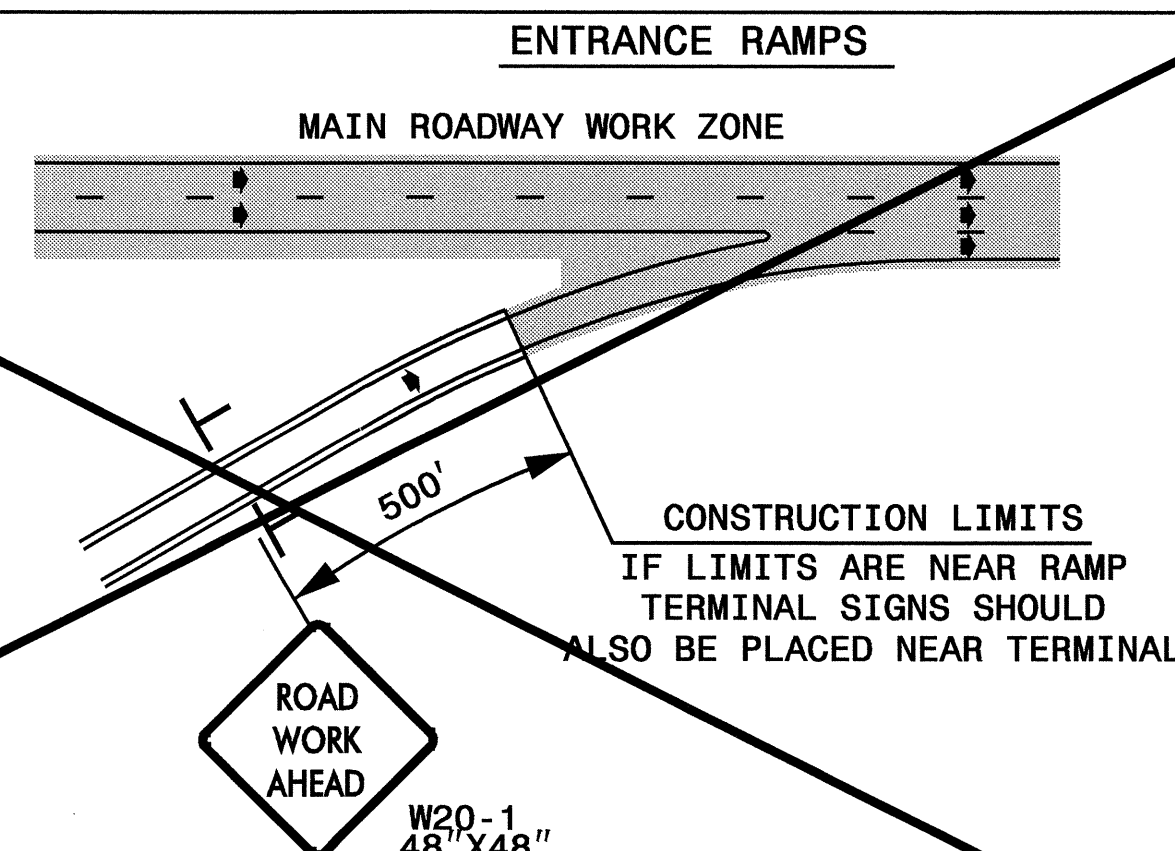 ENTRANCE RAMPS
MAIN ROADWAY WORK ZONE
500'
CONSTRUCTION LIMITS
IF LIMITS ARE NEAR RAMP
TERMINAL SIGNS SHOULD
ALSO BE PLACED NEAR TERMINAL
ROAD
WORK
AHEAD
W20-1
48"X48"